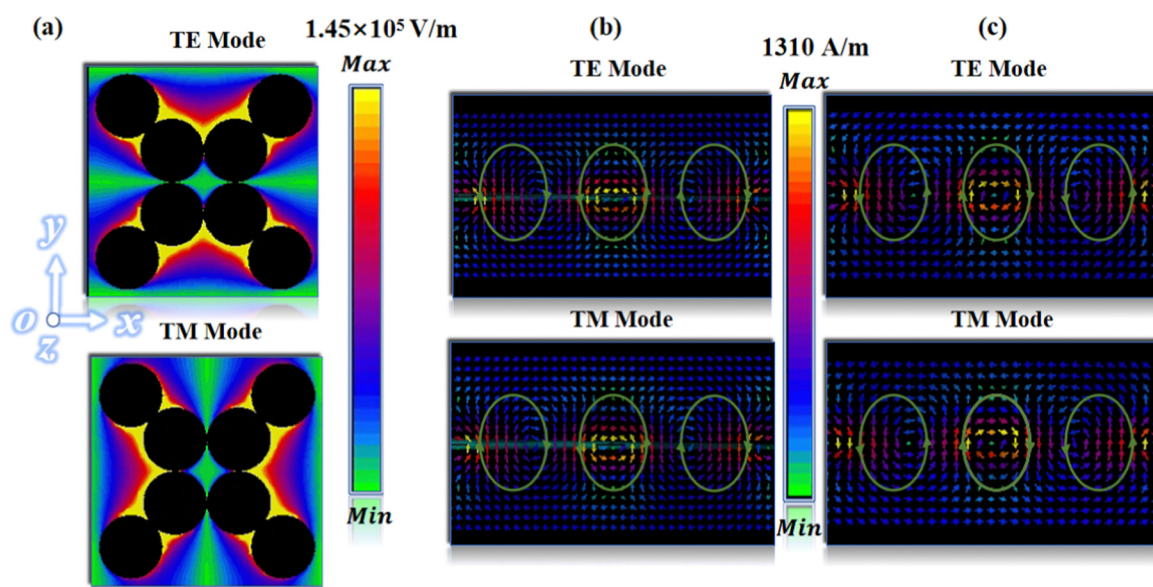 (a)
TE Mode
1.45×10⁵ V/m
Max
(b)
TE Mode
1310 A/m
Max
(c)
TE Mode
y
o
x
z
TM Mode
Min
TM Mode
Min
TM Mode